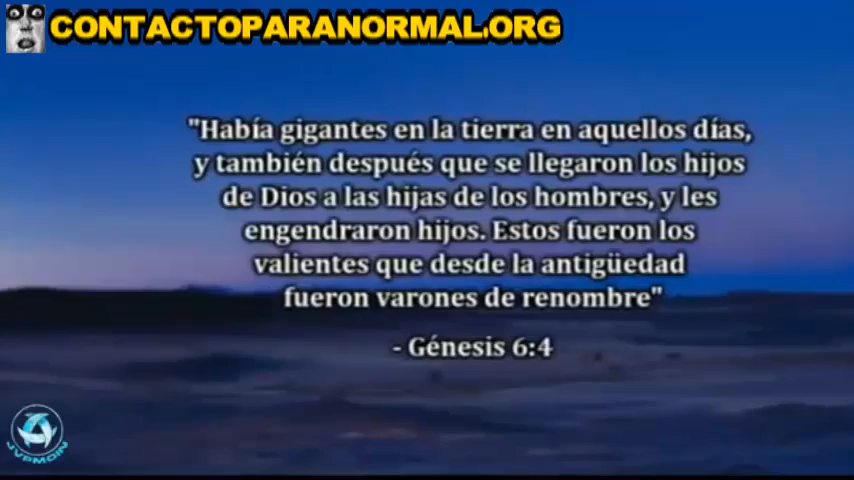 CONTACTOPARANORMAL.ORG
"Había gigantes en la tierra en aquellos días,
y también después que se llegaron los hijos
de Dios a las hijas de los hombres, y les
engendraron hijos. Estos fueron los
valientes que desde la antigüedad
fueron varones de renombre"
- Génesis 6:4
JVPMOIN